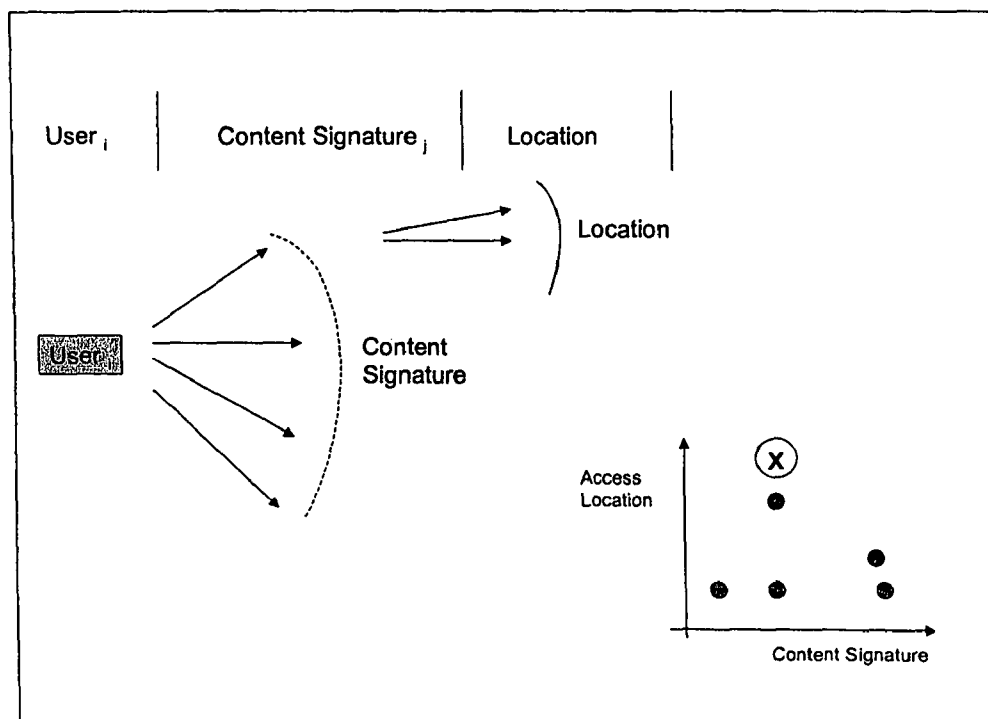 User i
Content Signature j
Location
Location
User i
Content
Signature
Access
Location
X
Content Signature